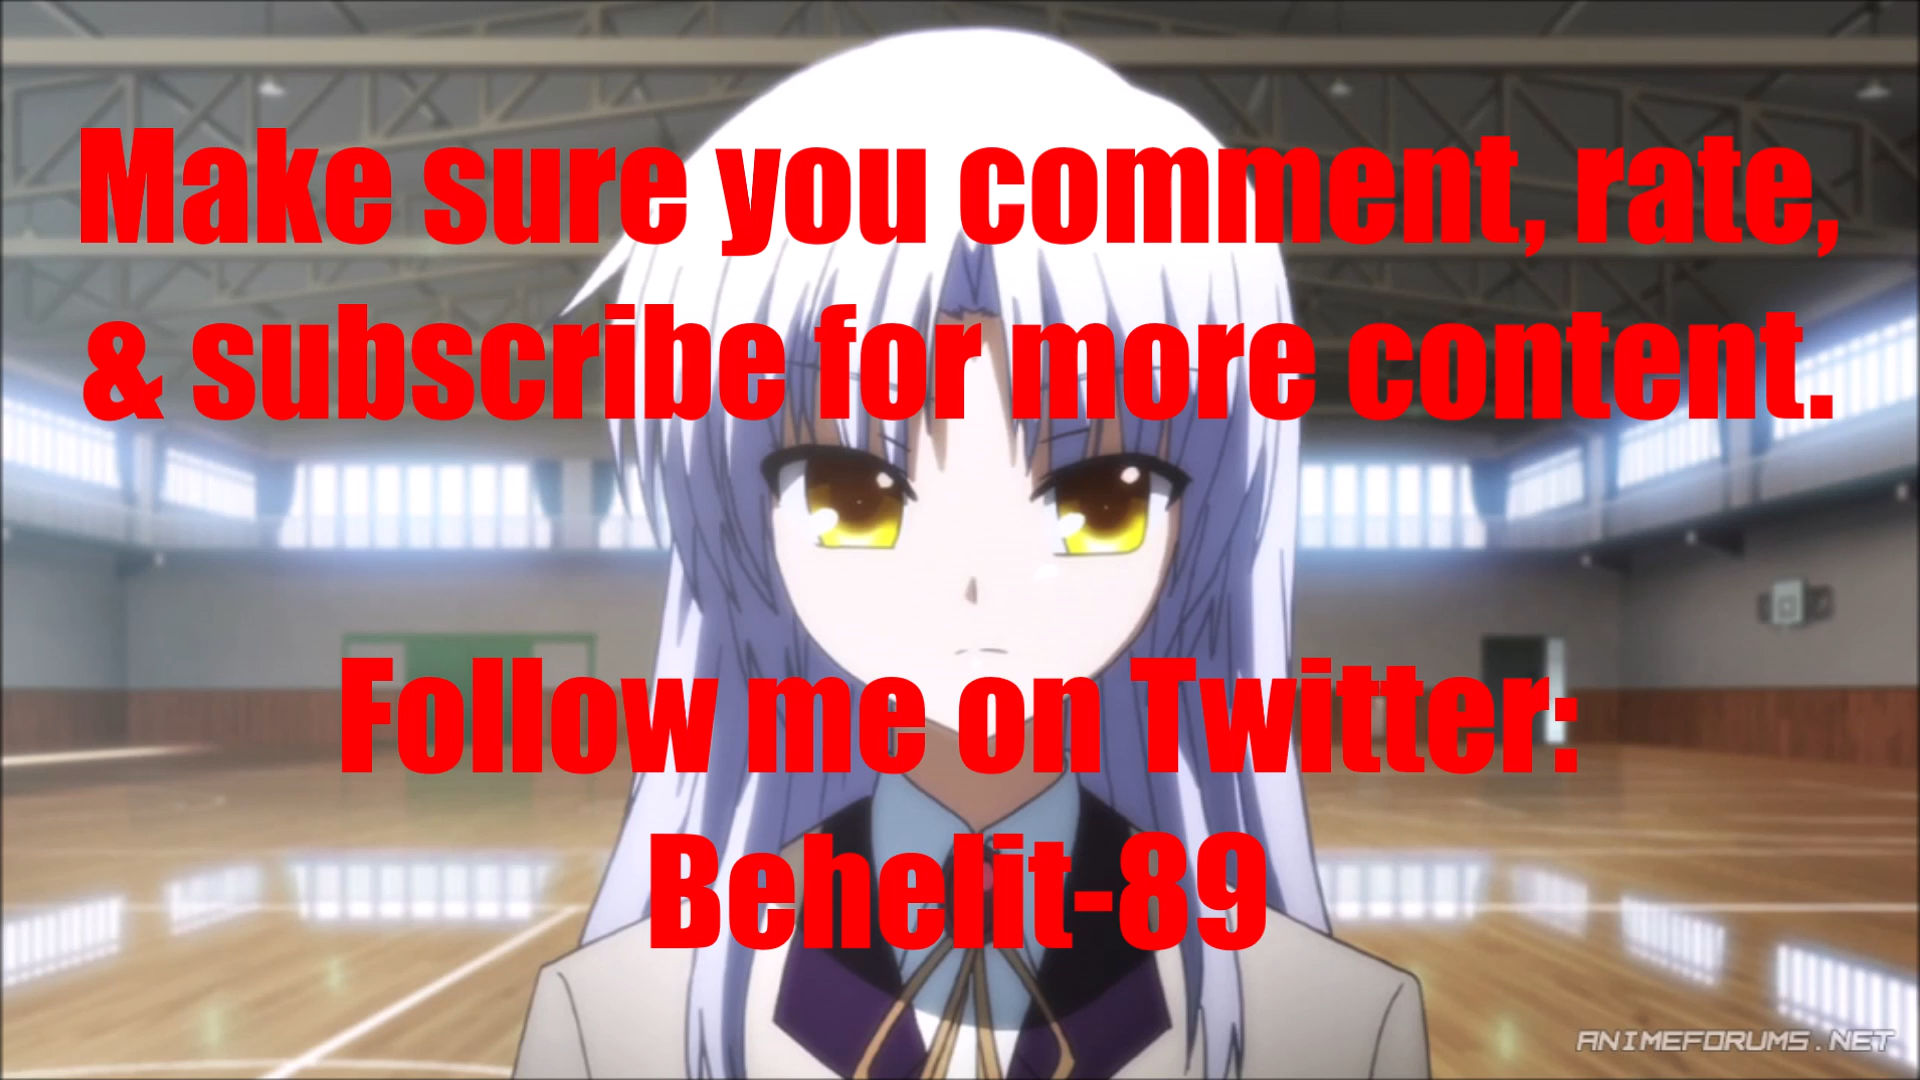 Make sure you comment, rate,
& subscribe for more content.
Follow me on Twitter:
Behelit-89
ANIMEFORUMS.NET